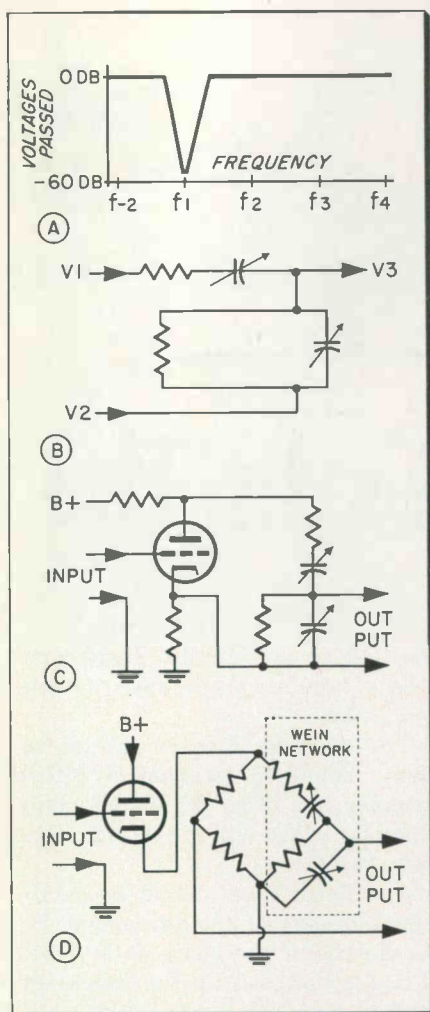 0 DB
VOLTAGES
PASSED
FREQUENCY
-60 DB
f-2 f1 f2 f3 f4
A
V1 V3
V2
B
B+
INPUT
OUT
PUT
C
B+
WEIN
NETWORK
INPUT
OUT
PUT
D